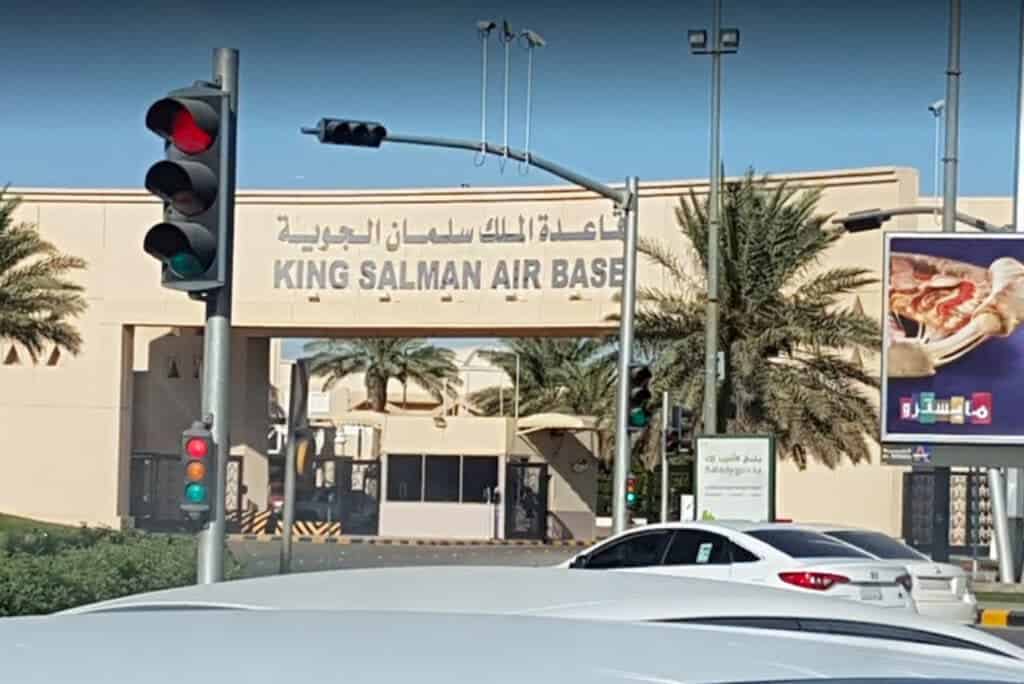 قاعدة الملك سلمان الجوية
KING SALMAN AIR BASE
مايسترو